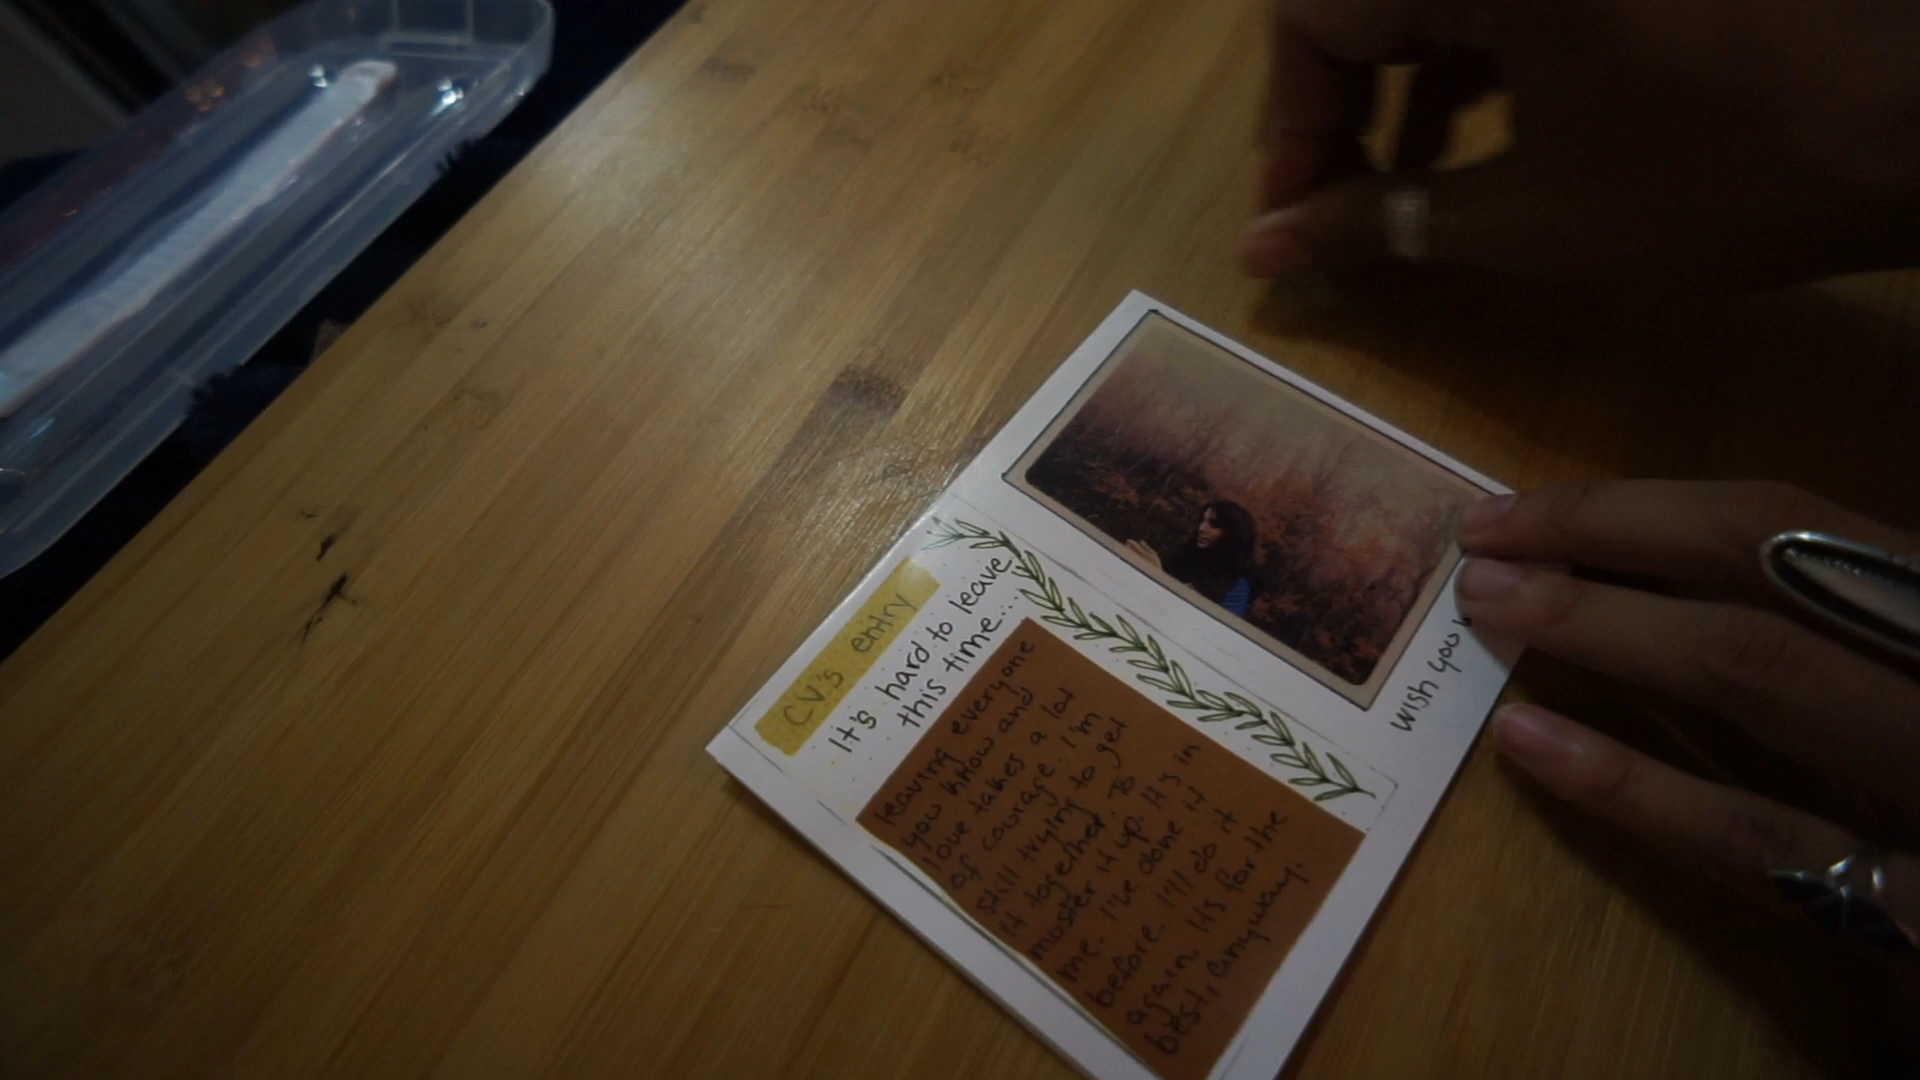 CV's entry
It's hard to leave
this time....
leaving everyone
you know and
love takes a lot
of courage. I'm
still trying to get
it together. To
muster it up. It's in
me. I've done it
before. I'll do it
again. It's for the
best, anyway.
wish you